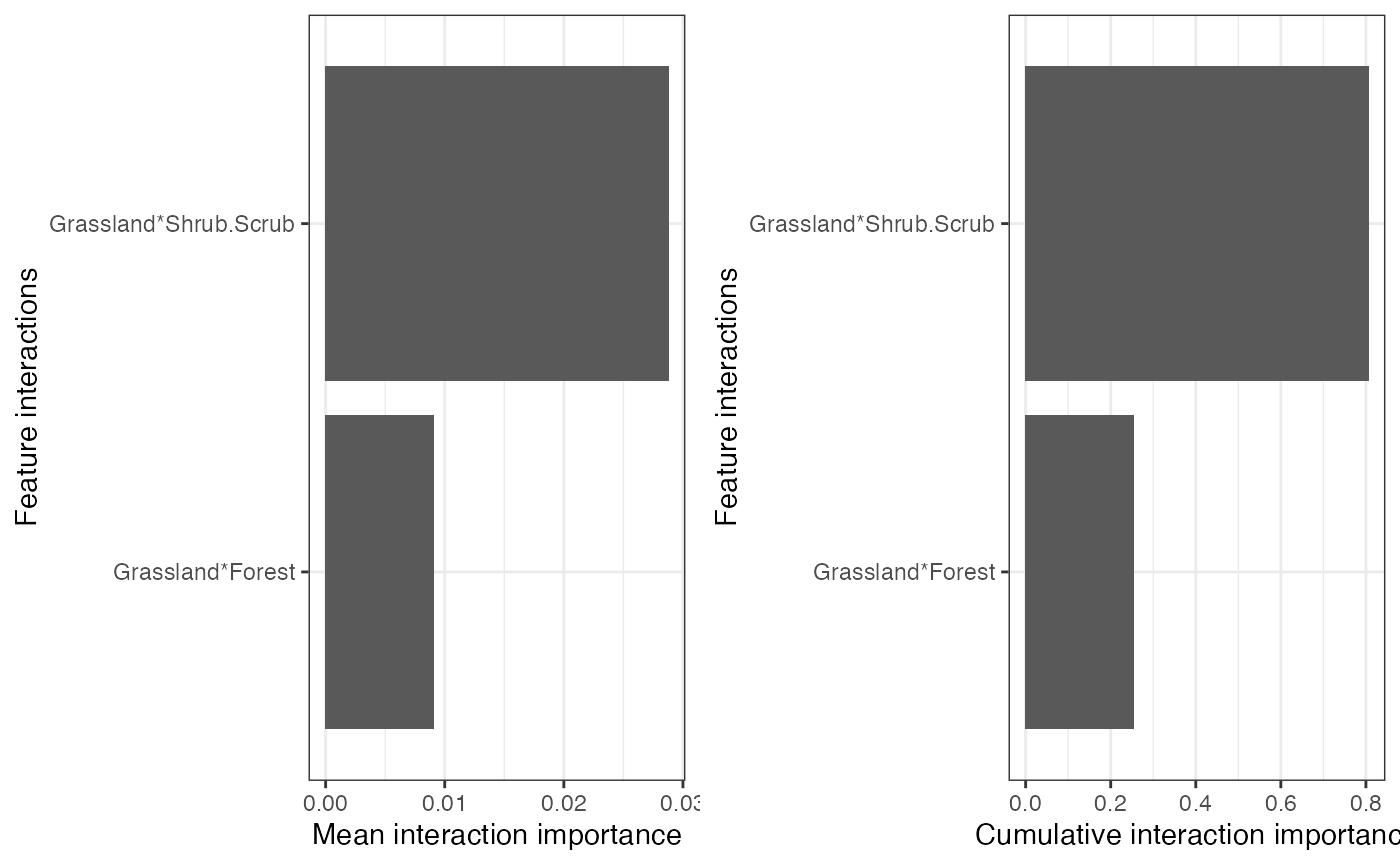 Feature interactions
Grassland*Shrub.Scrub
Grassland*Forest
0.00 0.01 0.02 0.03
Mean interaction importance
Feature interactions
Grassland*Shrub.Scrub
Grassland*Forest
0.0 0.2 0.4 0.6 0.8
Cumulative interaction importanc